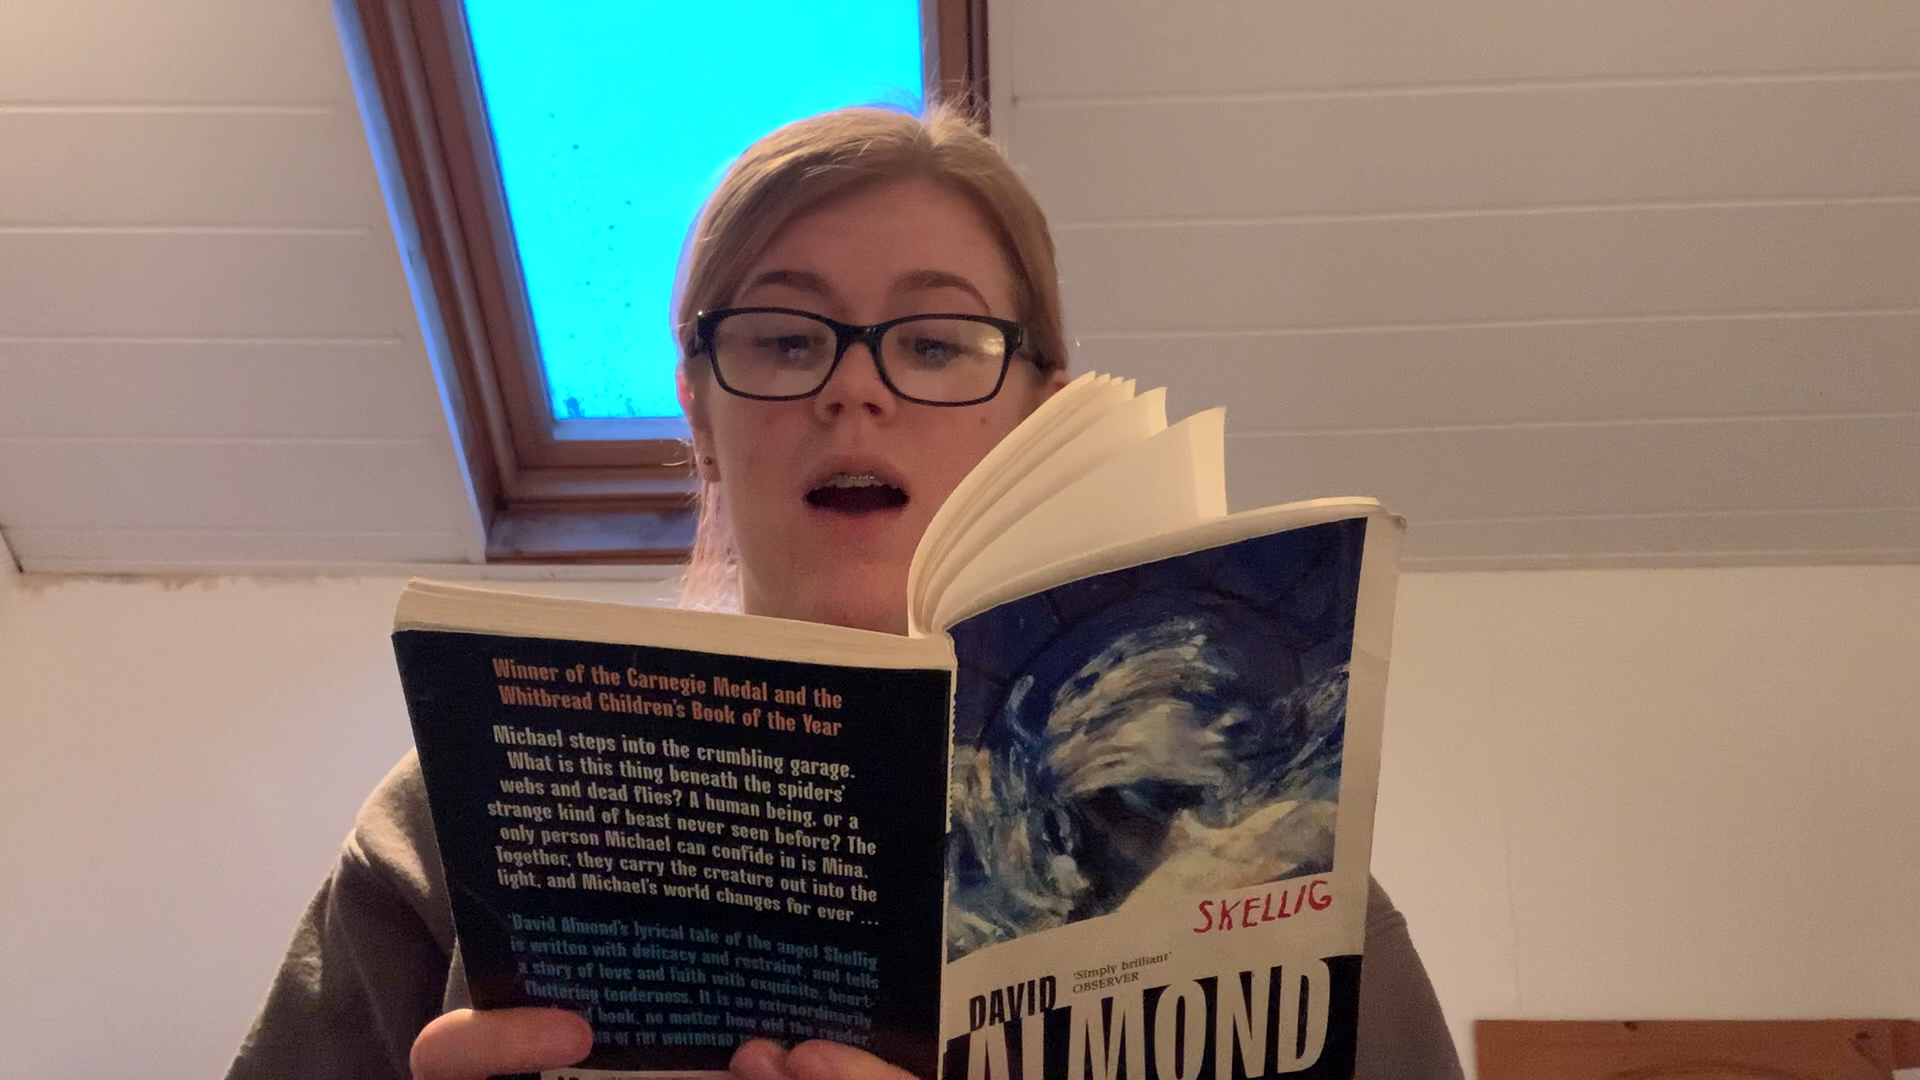 Winner of the Carnegie Medal and the
Whitbread Children's Book of the Year
Michael steps into the crumbling garage.
What is this thing beneath the spiders'
webs and dead flies? A human being, or a
strange kind of beast never seen before? The
only person Michael can confide in is Mina.
Together, they carry the creature out into the
light, and Michael's world changes for ever ...
'David Almond's lyrical tale of the angel Skellig
is written with delicacy and restraint, and tells
a story of love and faith with exquisite, heart-
fluttering tenderness. It is an extraordinarily
book, no matter how old the reader.'
OF THE WHITBREAD
SKELLIG
'Simply brilliant'
OBSERVER
DAVID
ALMOND